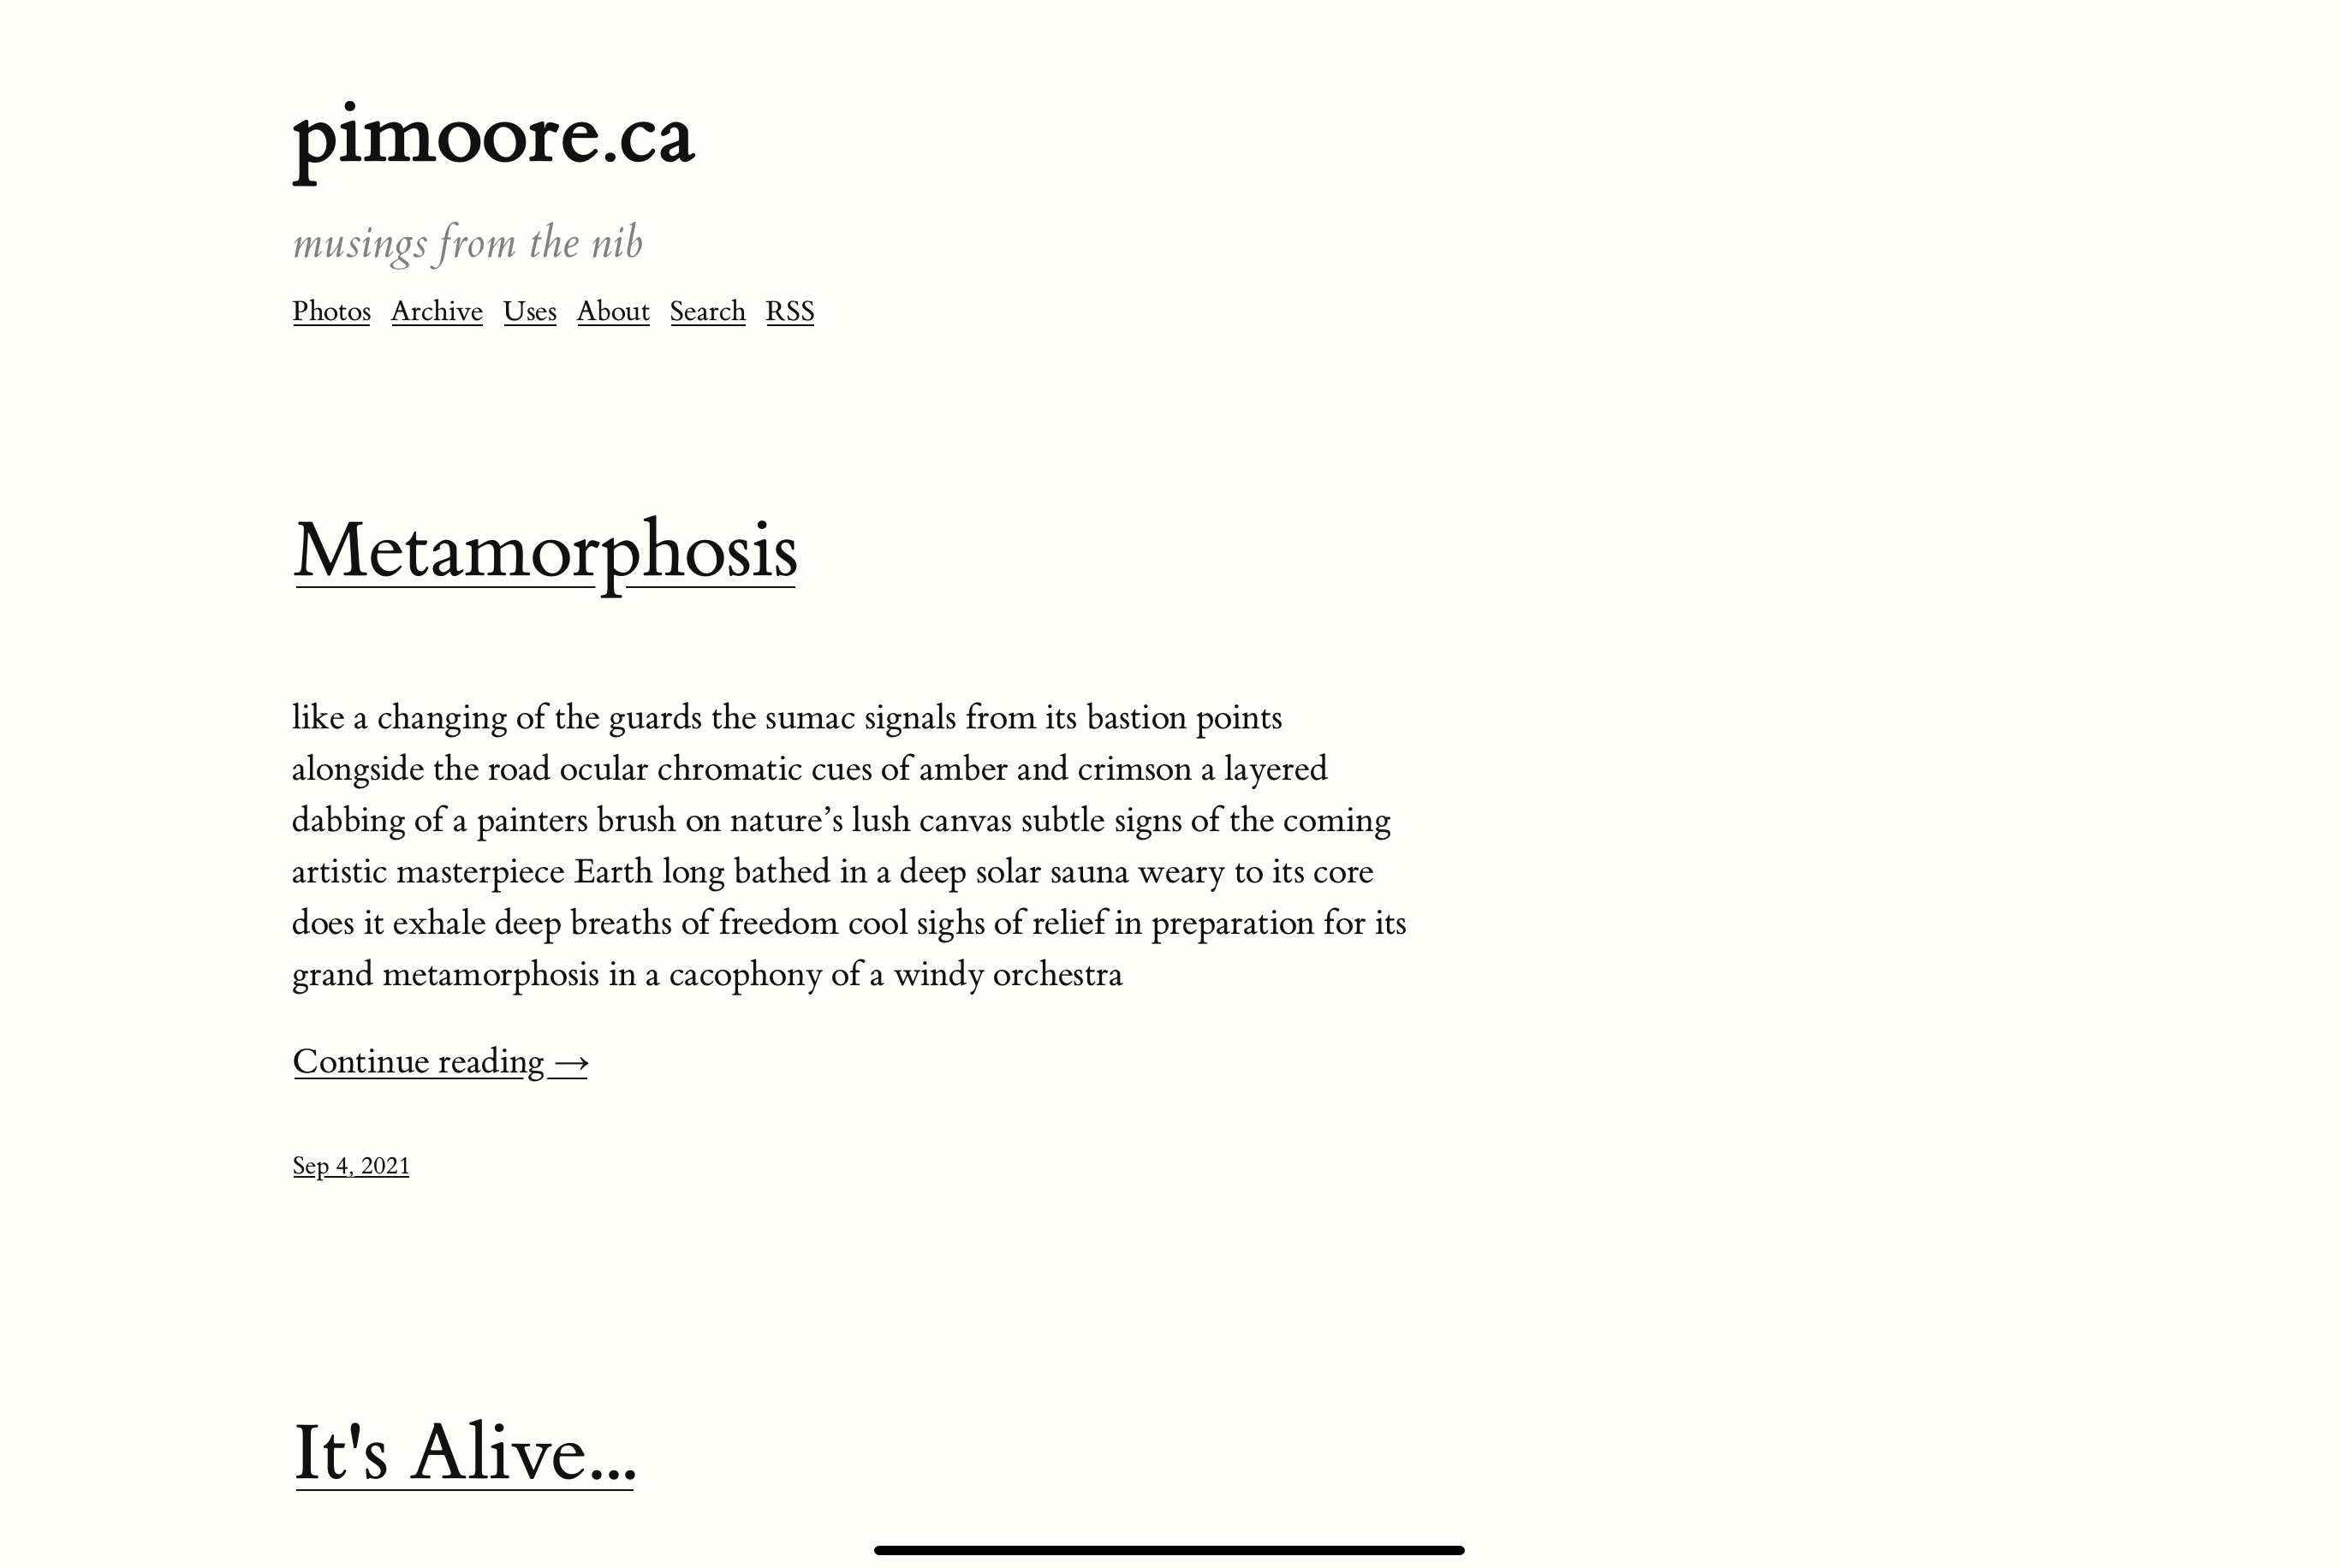 pimoore.ca
musings from the nib
Photos Archive Uses About Search RSS
Metamorphosis
like a changing of the guards the sumac signals from its bastion points
alongside the road ocular chromatic cues of amber and crimson a layered
dabbing of a painters brush on nature’s lush canvas subtle signs of the coming
artistic masterpiece Earth long bathed in a deep solar sauna weary to its core
does it exhale deep breaths of freedom cool sighs of relief in preparation for its
grand metamorphosis in a cacophony of a windy orchestra
Continue reading →
Sep 4, 2021
It's Alive...